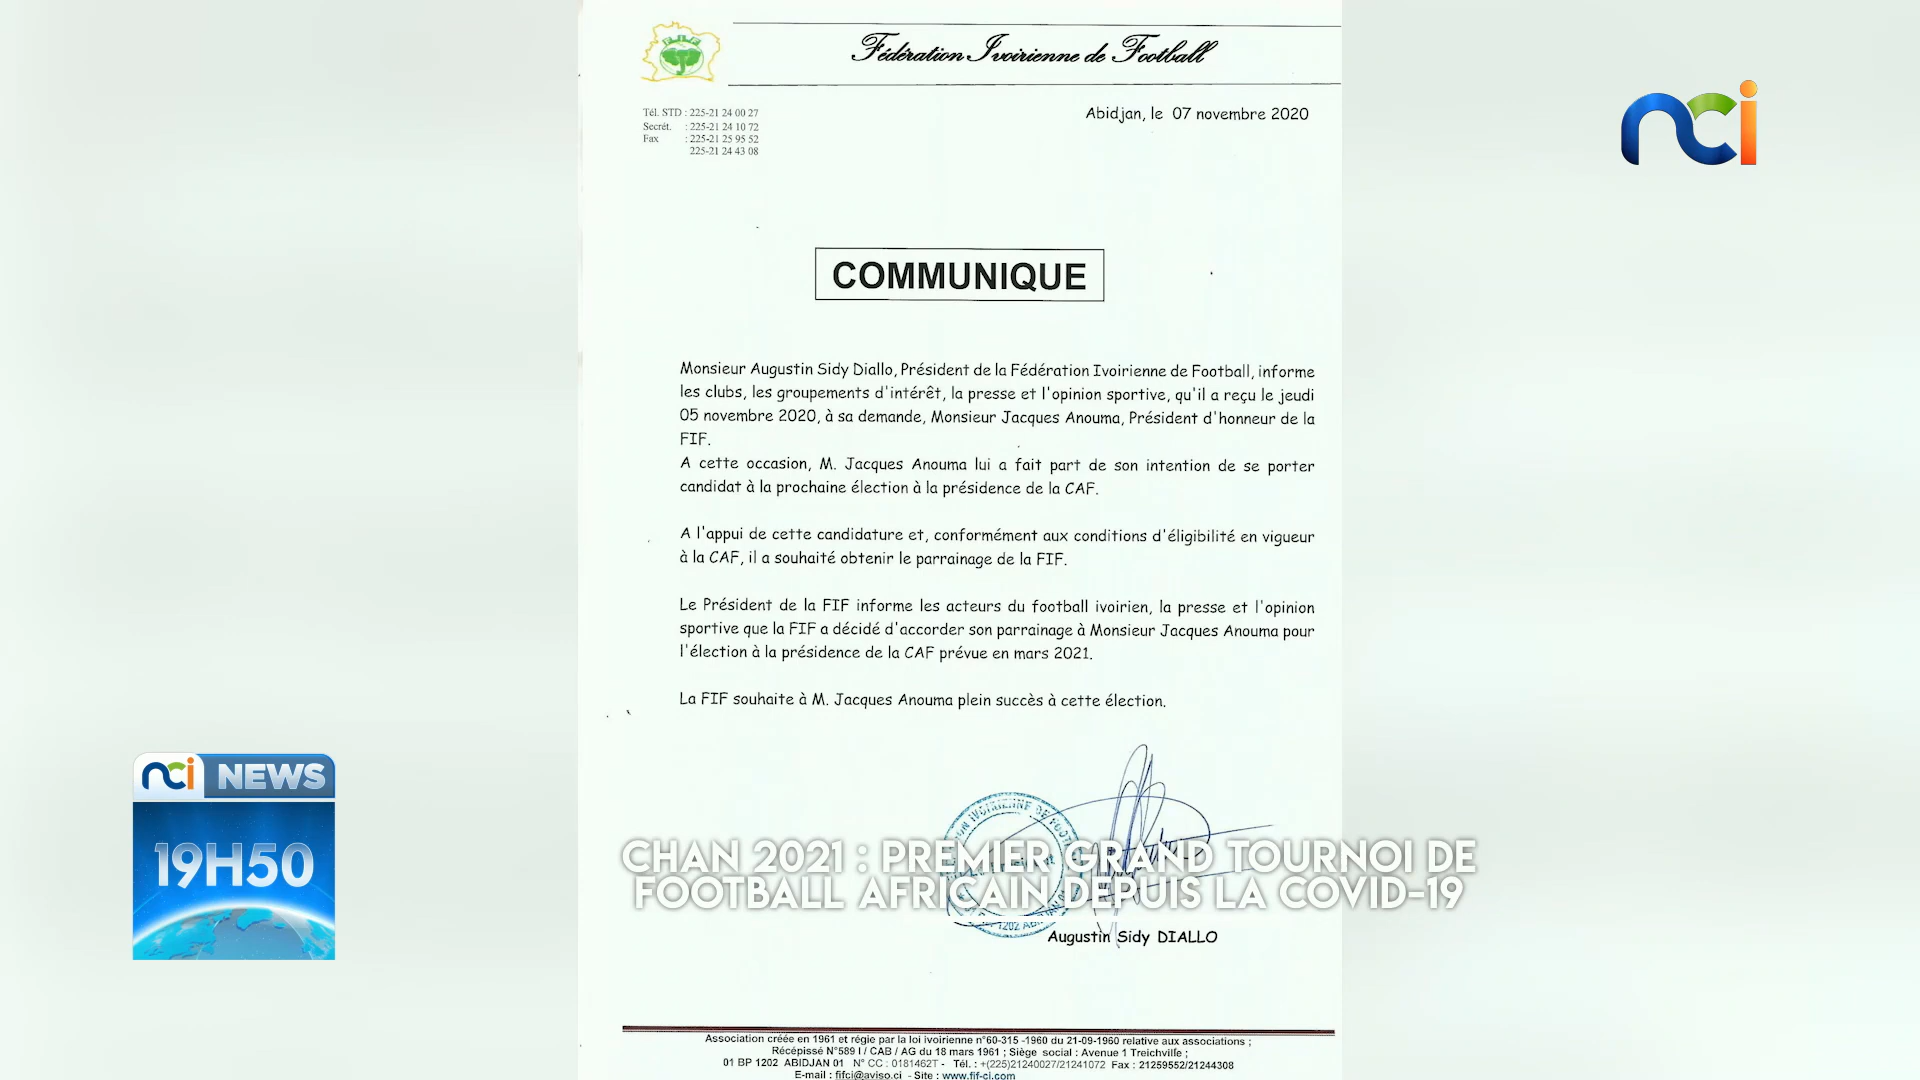 Fédération Ivoirienne de Football
Tél. STD : 225-21 24 00 27
Secrét. : 225-21 24 10 72
Fax : 225-21 25 95 52
225-21 24 43 08
Abidjan, le 07 novembre 2020
nci
COMMUNIQUE
Monsieur Augustin Sidy Diallo, Président de la Fédération Ivoirienne de Football, informe
les clubs, les groupements d'intérêt, la presse et l'opinion sportive, qu'il a reçu le jeudi
05 novembre 2020, à sa demande, Monsieur Jacques Anouma, Président d'honneur de la
FIF.
A cette occasion, M. Jacques Anouma lui a fait part de son intention de se porter
candidat à la prochaine élection à la présidence de la CAF.
A l'appui de cette candidature et, conformément aux conditions d'éligibilité en vigueur
à la CAF, il a souhaité obtenir le parrainage de la FIF.
Le Président de la FIF informe les acteurs du football ivoirien, la presse et l'opinion
sportive que la FIF a décidé d'accorder son parrainage à Monsieur Jacques Anouma pour
l'élection à la présidence de la CAF prévue en mars 2021.
La FIF souhaite à M. Jacques Anouma plein succès à cette élection.
nci NEWS
19H50
CHAN 2021 : PREMIER GRAND TOURNOI DE
FOOTBALL AFRICAIN DEPUIS LA COVID-19
Augustin Sidy DIALLO
Association créée en 1961 et régie par la loi ivoirienne n°60-315 -1960 du 21-09-1960 relative aux associations ;
Récépissé N°589 I / CAB / AG du 18 mars 1961 ; Siège social : Avenue 1 Treichville ;
01 BP 1202 ABIDJAN 01 N° CC : 0181462T - Tél. : +(225)21240027/21241072 Fax : 21259552/21244308
E-mail : fifci@aviso.ci - Site : www.fif-ci.com